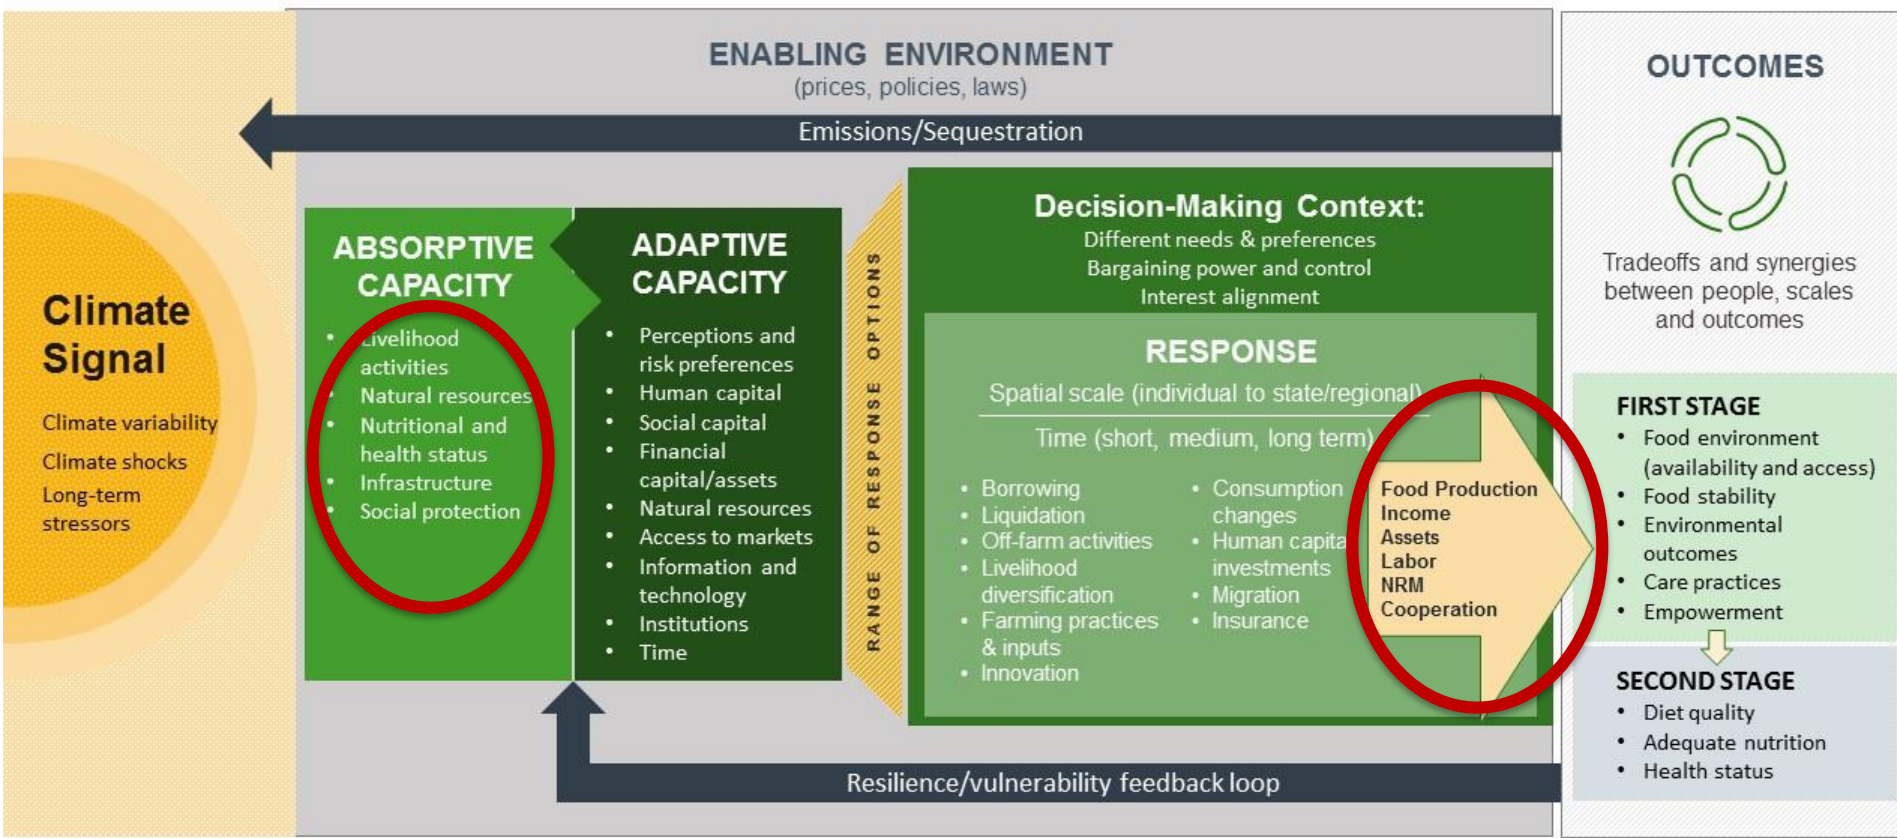 ENABLING ENVIRONMENT
(prices, policies, laws)
Emissions/Sequestration
Climate
Signal
Climate variability
Climate shocks
Long-term
stressors
ABSORPTIVE
CAPACITY
• Livelihood
activities
• Natural resources
• Nutritional and
health status
• Infrastructure
• Social protection
ADAPTIVE
CAPACITY
• Perceptions and
risk preferences
• Human capital
• Social capital
• Financial
capital/assets
• Natural resources
• Access to markets
• Information and
technology
• Institutions
• Time
RANGE OF RESPONSE OPTIONS
Decision-Making Context:
Different needs & preferences
Bargaining power and control
Interest alignment
RESPONSE
Spatial scale (individual to state/regional)
Time (short, medium, long term)
• Borrowing
• Liquidation
• Off-farm activities
• Livelihood
diversification
• Farming practices
& inputs
• Innovation
• Consumption
changes
• Human capital
investments
• Migration
• Insurance
Food Production
Income
Assets
Labor
NRM
Cooperation
Resilience/vulnerability feedback loop
OUTCOMES
Tradeoffs and synergies
between people, scales
and outcomes
FIRST STAGE
• Food environment
(availability and access)
• Food stability
• Environmental
outcomes
• Care practices
• Empowerment
SECOND STAGE
• Diet quality
• Adequate nutrition
• Health status